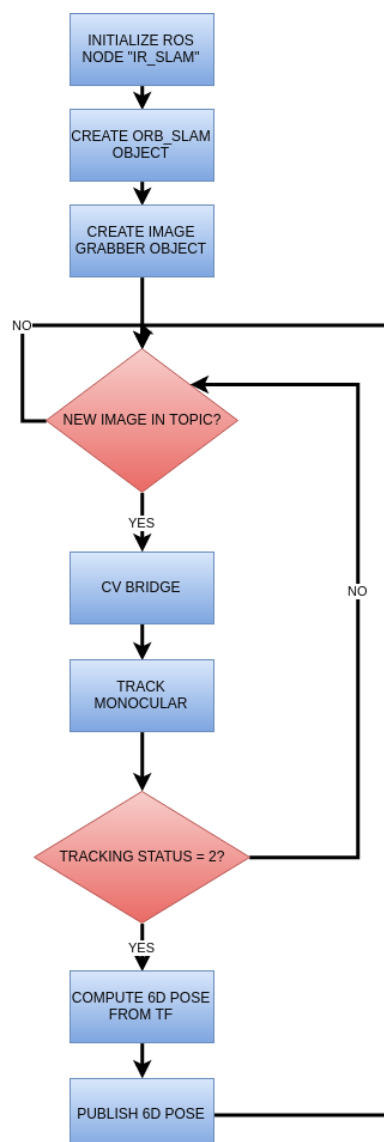 INITIALIZE ROS
NODE "IR_SLAM"
CREATE ORB_SLAM
OBJECT
CREATE IMAGE
GRABBER OBJECT
NO
NEW IMAGE IN TOPIC?
YES
CV BRIDGE
NO
TRACK
MONOCULAR
TRACKING STATUS = 2?
YES
COMPUTE 6D POSE
FROM TF
PUBLISH 6D POSE